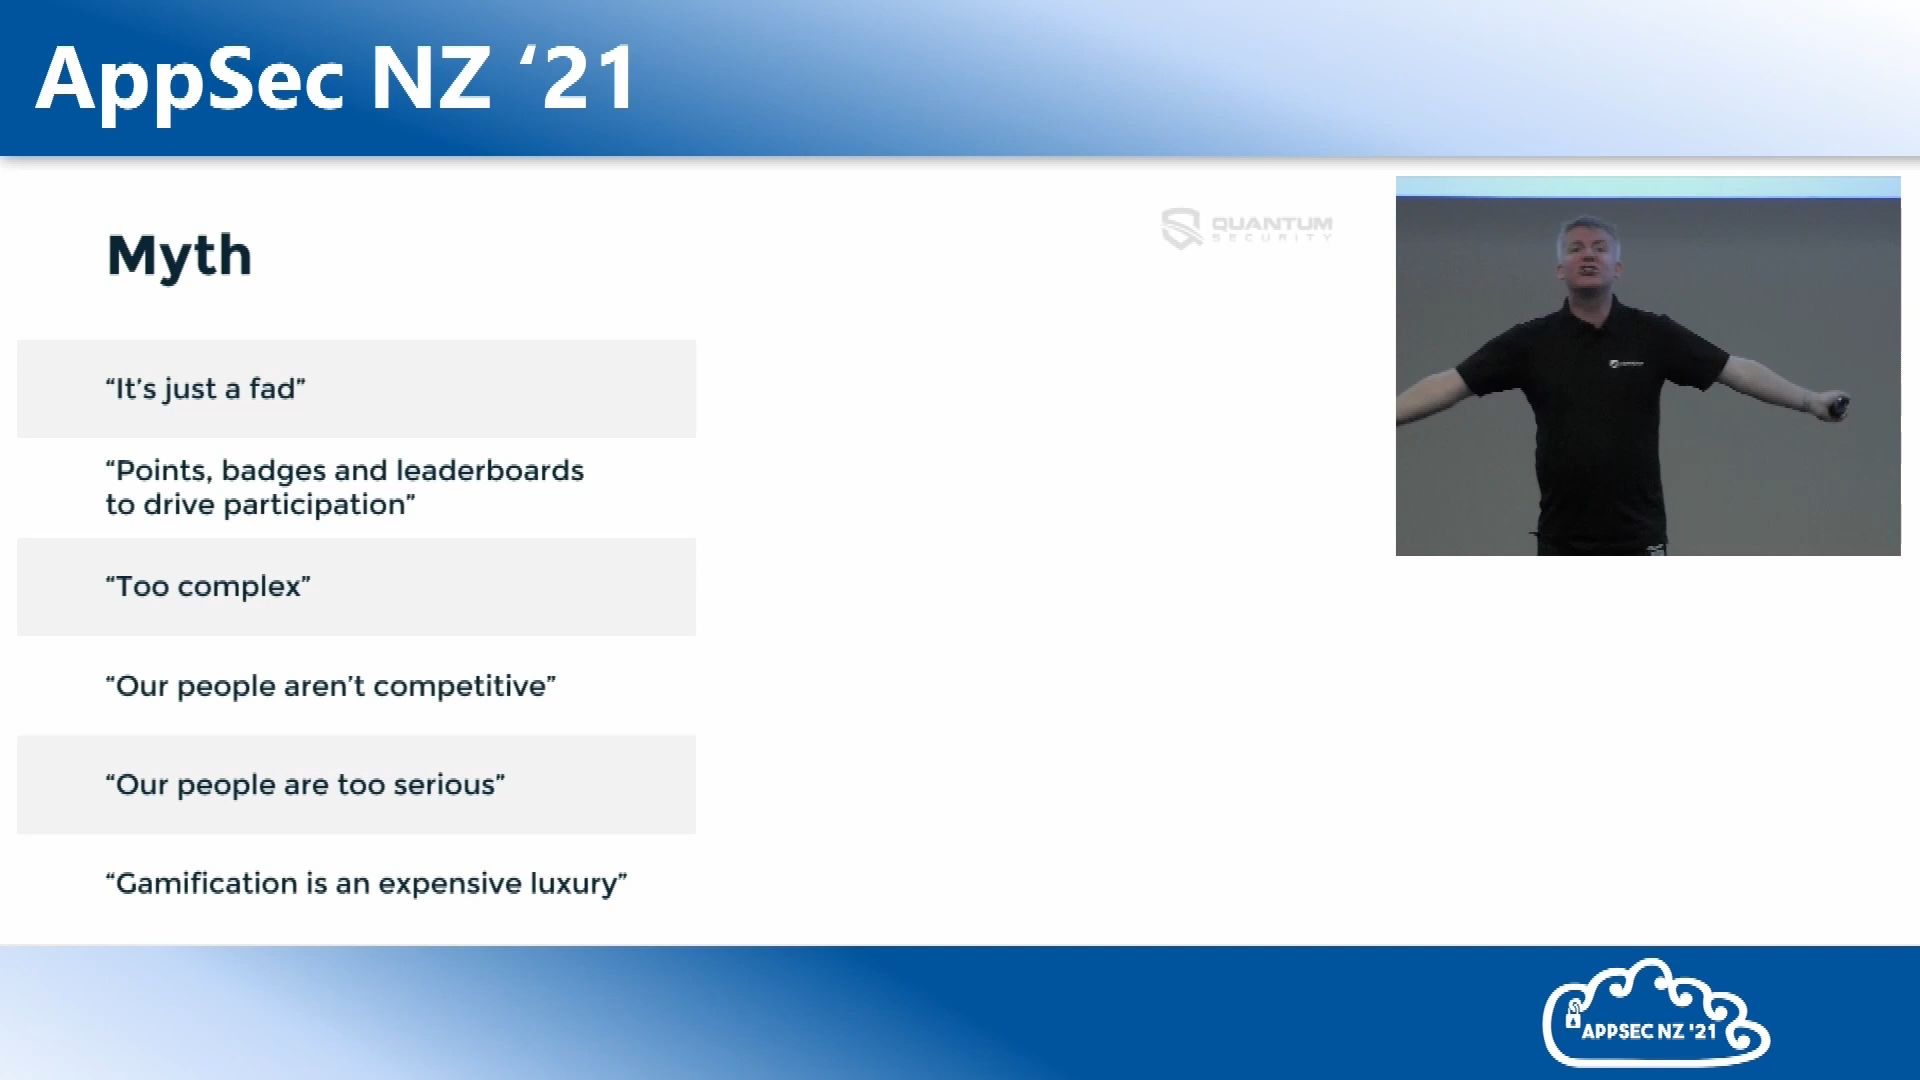 AppSec NZ ‘21
Myth
QUANTUM
SECURITY
“It’s just a fad”
“Points, badges and leaderboards
to drive participation”
“Too complex”
“Our people aren’t competitive”
“Our people are too serious”
“Gamification is an expensive luxury”
APPSEC NZ '21